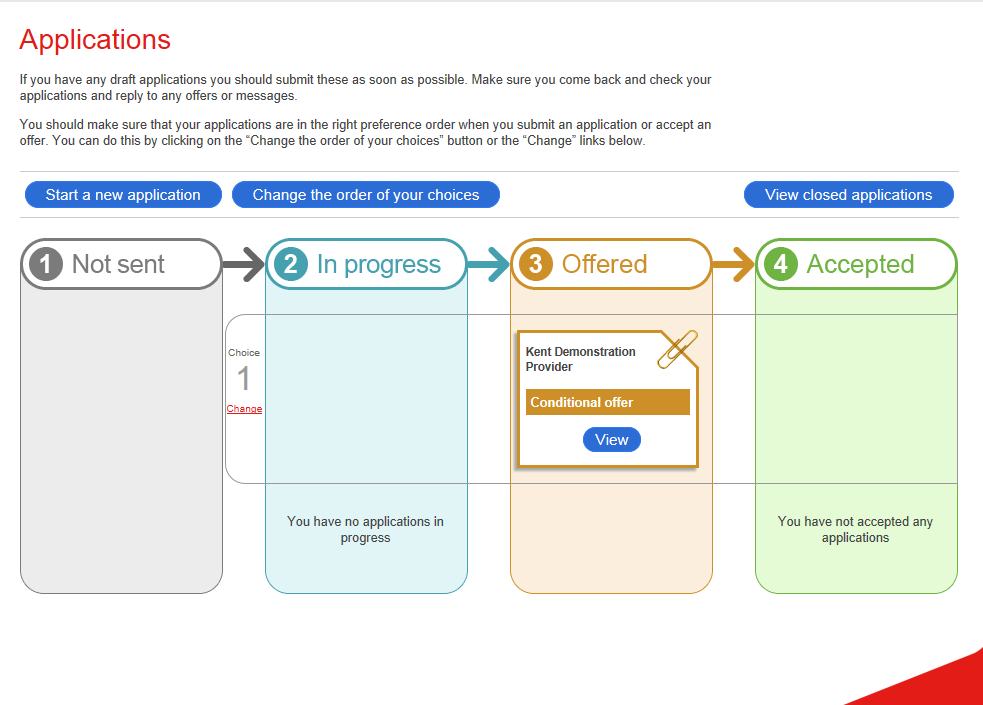 Applications
If you have any draft applications you should submit these as soon as possible. Make sure you come back and check your
applications and reply to any offers or messages.
You should make sure that your applications are in the right preference order when you submit an application or accept an
offer. You can do this by clicking on the “Change the order of your choices” button or the “Change” links below.
Start a new application
Change the order of your choices
View closed applications
1 Not sent
2 In progress
3 Offered
4 Accepted
Choice
1
Change
Kent Demonstration
Provider
Conditional offer
View
You have no applications in
progress
You have not accepted any
applications